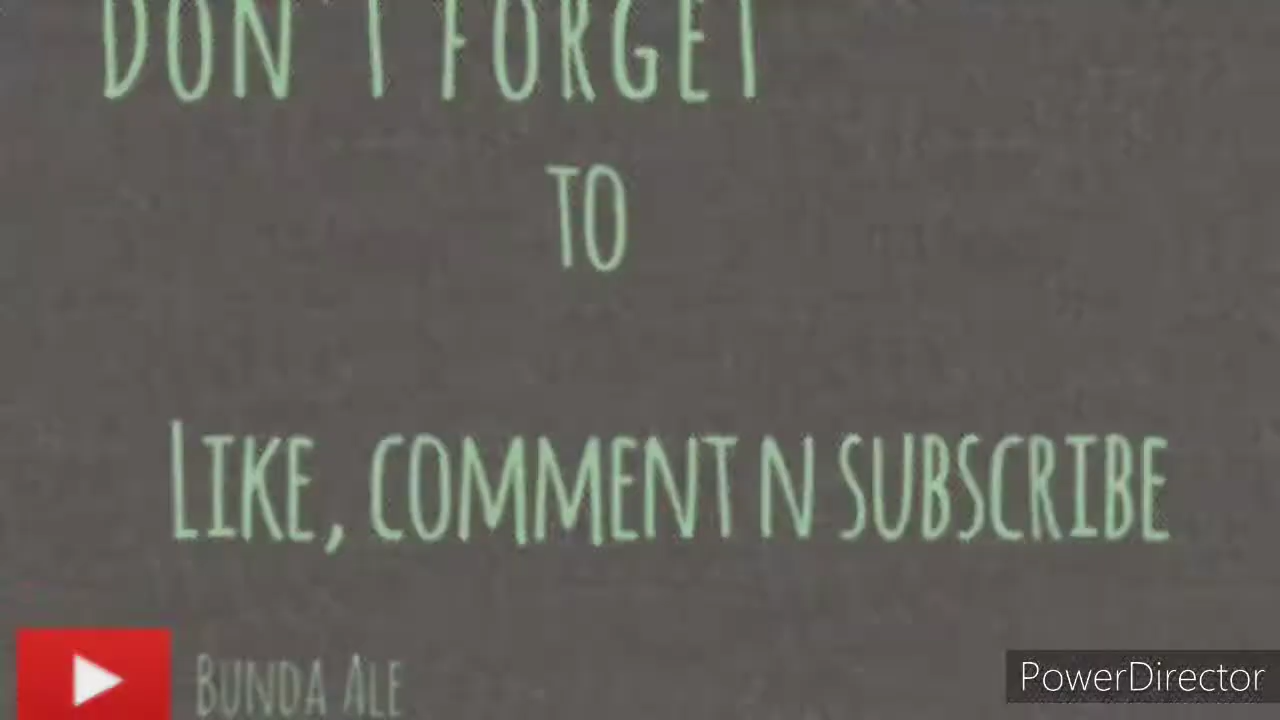 DON'T FORGET
TO
LIKE, COMMENT N SUBSCRIBE
BUNDA ALE
PowerDirector